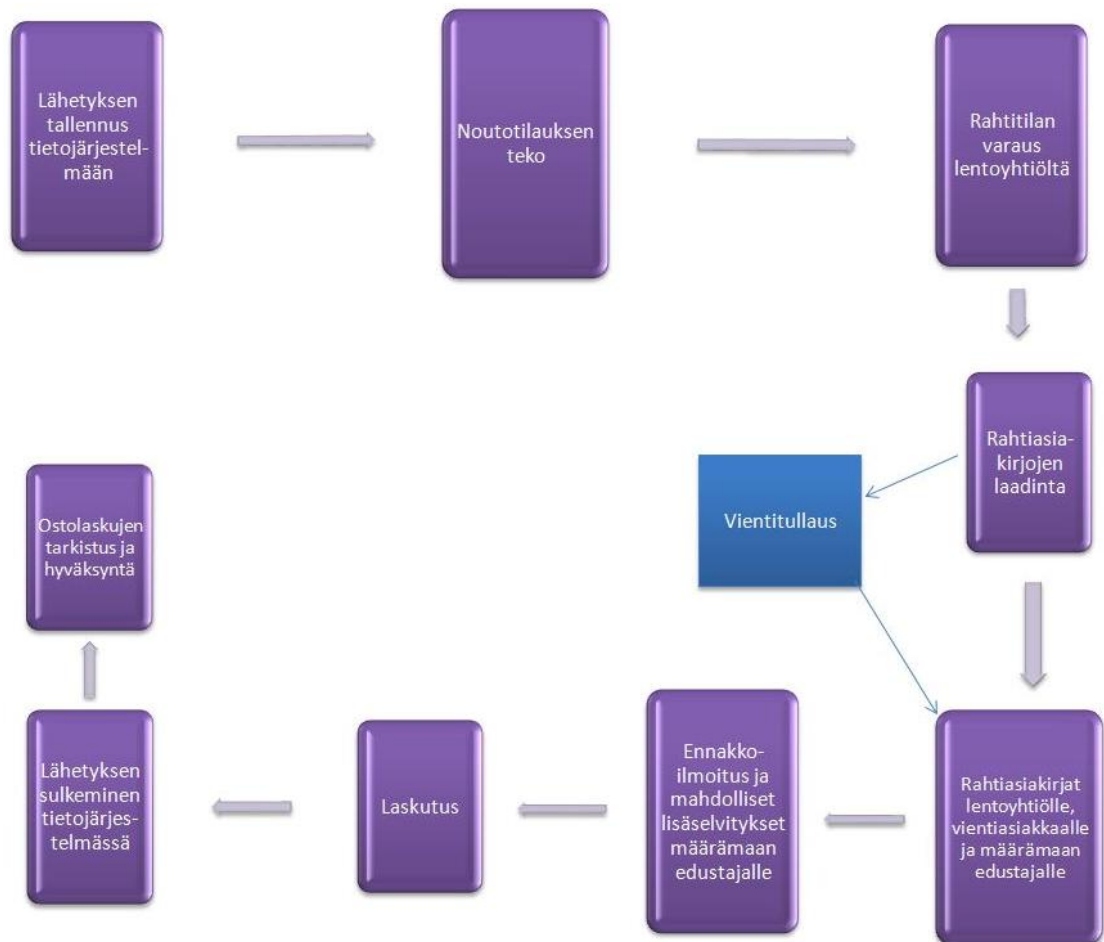 Lähetyksen
tallennus
tietojärjestel-
mään
Noutotilauksen
teko
Rahtitilan
varaus
lentoyhtiöltä
Rahtiasia-
kirjojen
laadinta
Vientitullaus
Rahtiasiakirjat
lentoyhtiölle,
vientiasiakkaalle
ja määrämaan
edustajalle
Ennakko-
ilmoitus ja
mahdolliset
lisäselvitykset
määrämaan
edustajalle
Laskutus
Lähetyksen
sulkeminen
tietojärjes-
telmässä
Ostolaskujen
tarkistus ja
hyväksyntä